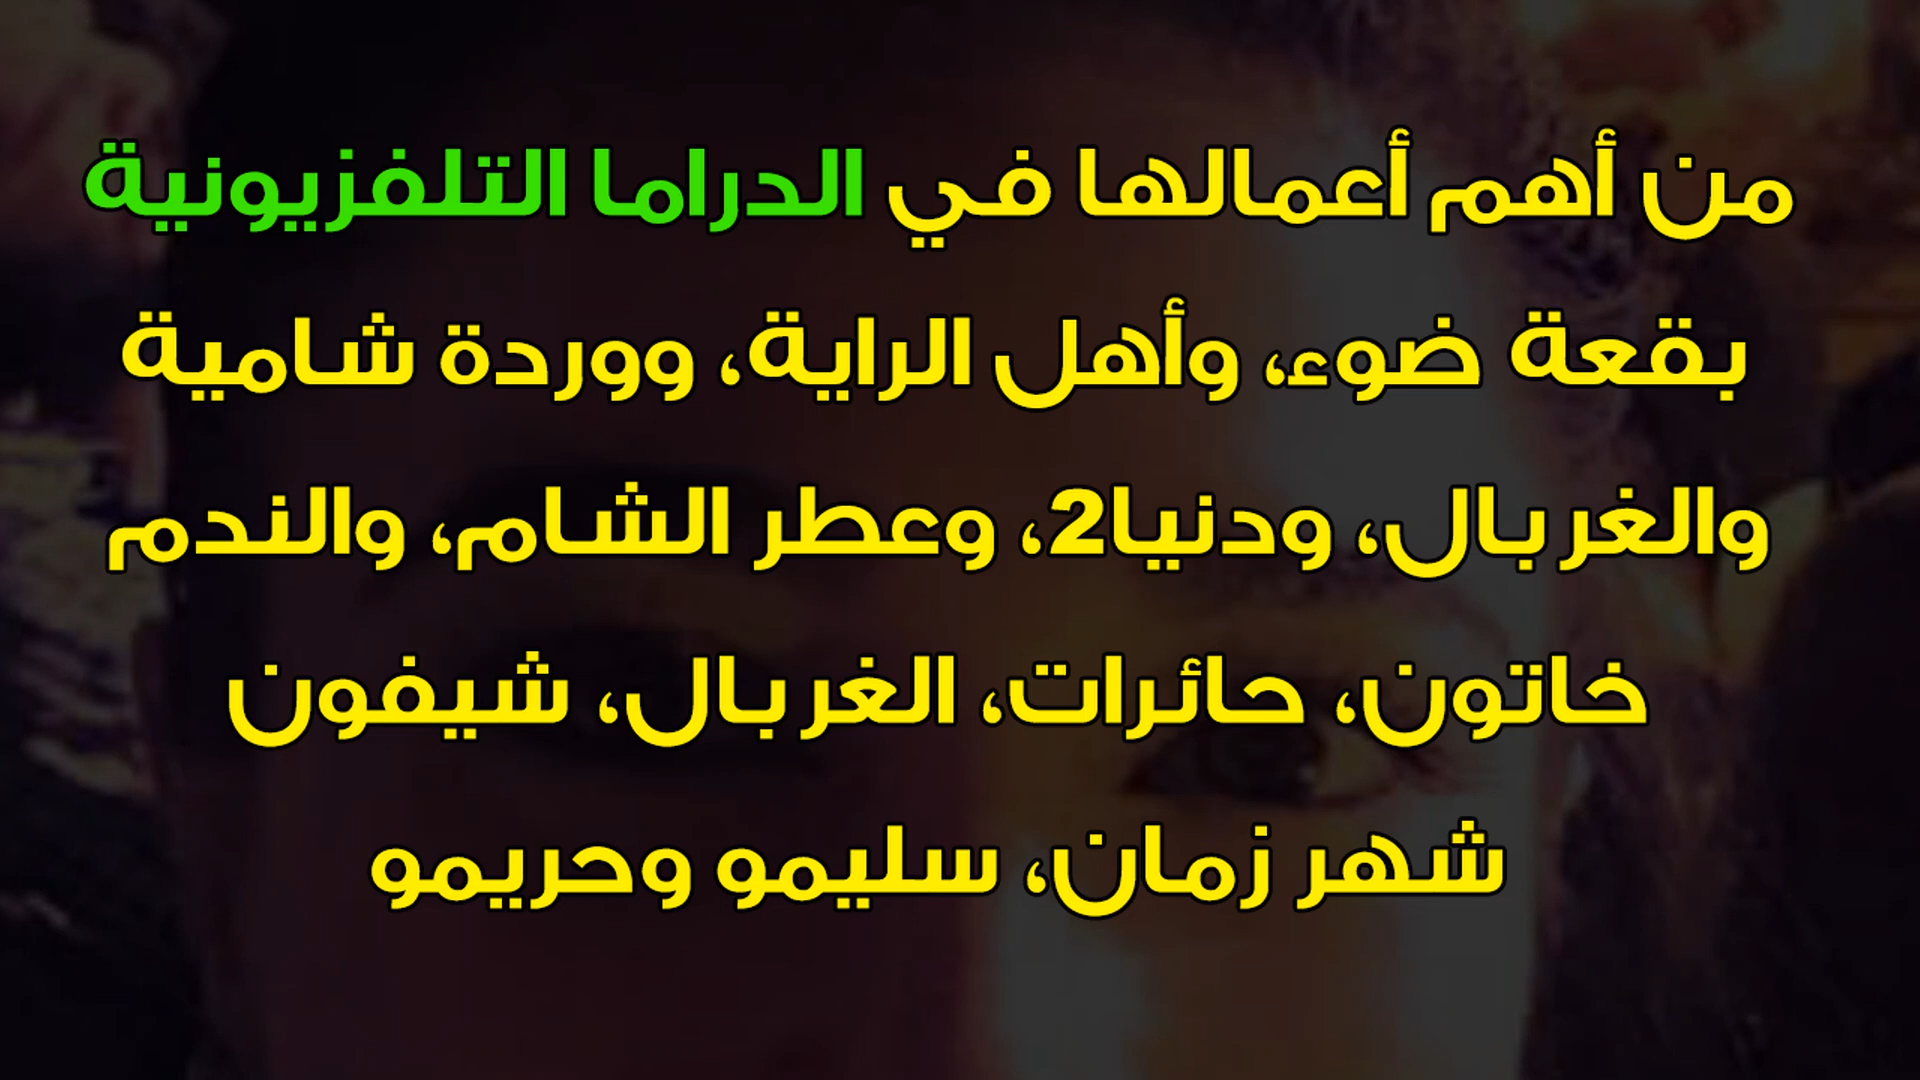 من أهم أعمالها في الدراما التلفزيونية
بقعة ضوء، وأهل الراية، ووردة شامية
والغربال، ودنيا2، وعطر الشام، والندم
خاتون، حائرات، الغربال، شيفون
شهر زمان، سليمو وحريمو